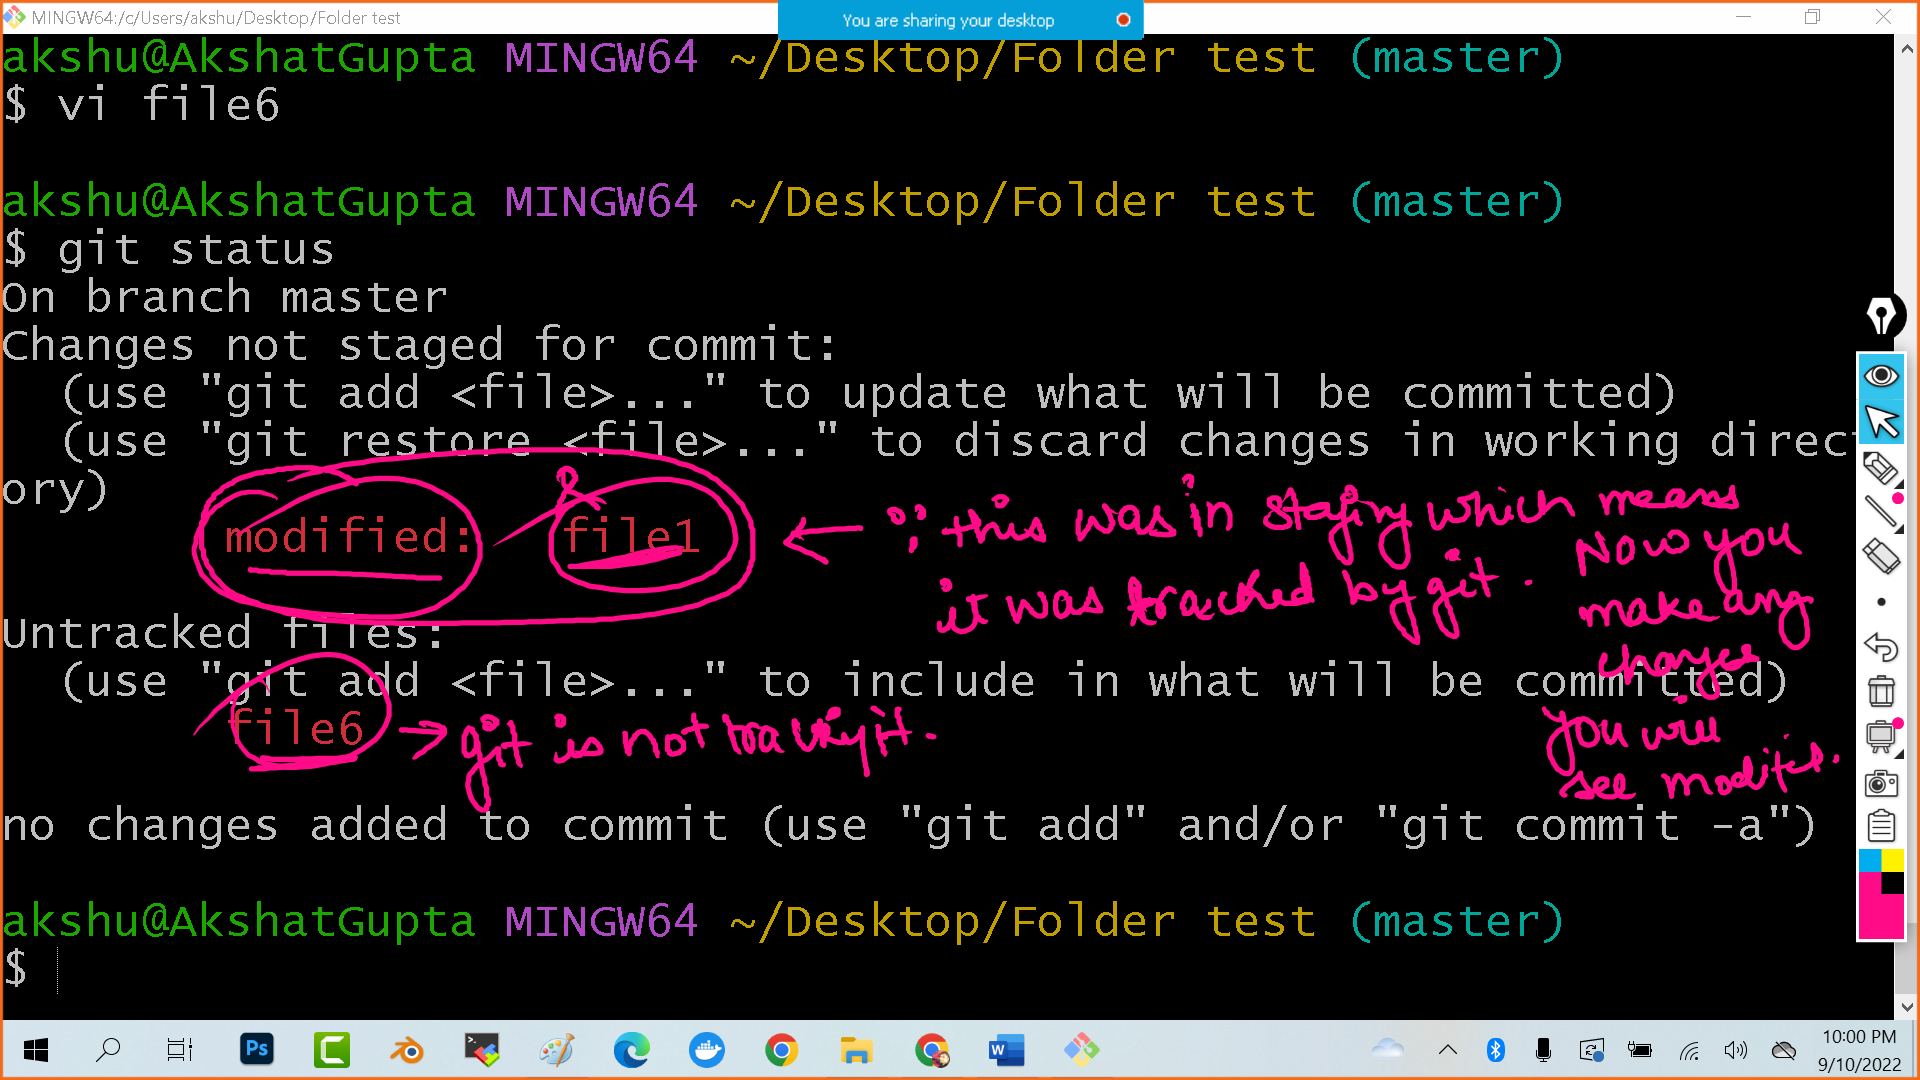 MINGW64:/c/Users/akshu/Desktop/Folder test
You are sharing your desktop
akshu@AkshatGupta MINGW64 ~/Desktop/Folder test (master)
$ vi file6
akshu@AkshatGupta MINGW64 ~/Desktop/Folder test (master)
$ git status
On branch master
Changes not staged for commit:
(use "git add <file>..." to update what will be committed)
(use "git restore <file>..." to discard changes in working direc
ory)
modified: file1
∵ this was in staging which means
it was tracked by git. Now you
make any
changes
you will
see modified.
Untracked files:
(use "git add <file>..." to include in what will be committed)
file6
git is not tracking it.
no changes added to commit (use "git add" and/or "git commit -a")
akshu@AkshatGupta MINGW64 ~/Desktop/Folder test (master)
$
Ps
W
10:00 PM
9/10/2022